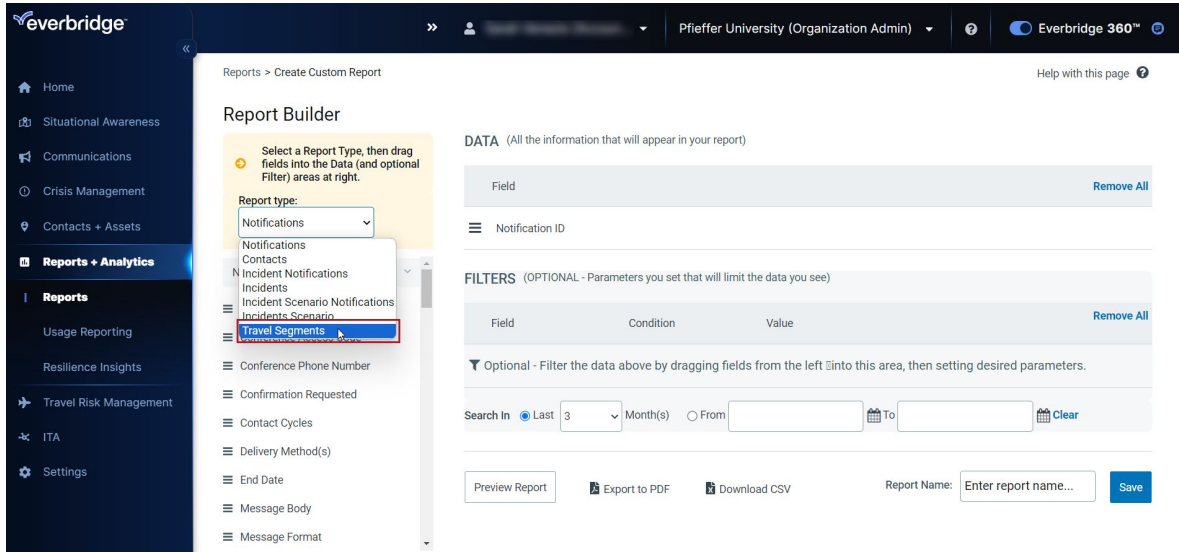 everbridge™
Pfieffer University (Organization Admin)
Everbridge 360™
Home
Situational Awareness
Communications
Crisis Management
Contacts + Assets
Reports + Analytics
Reports
Usage Reporting
Resilience Insights
Travel Risk Management
ITA
Settings
Reports > Create Custom Report
Help with this page
Report Builder
Select a Report Type, then drag
fields into the Data (and optional
Filter) areas at right.
Report type:
Notifications
Notifications
Contacts
Incident Notifications
Incidents
Incident Scenario Notifications
Incidents Scenario
Travel Segments
Conference Phone Number
Confirmation Requested
Contact Cycles
Delivery Method(s)
End Date
Message Body
Message Format
DATA (All the information that will appear in your report)
Field Remove All
Notification ID
FILTERS (OPTIONAL - Parameters you set that will limit the data you see)
Field Condition Value Remove All
Optional - Filter the data above by dragging fields from the left into this area, then setting desired parameters.
Search In Last 3 Month(s) From To Clear
Preview Report Export to PDF Download CSV Report Name: Enter report name... Save